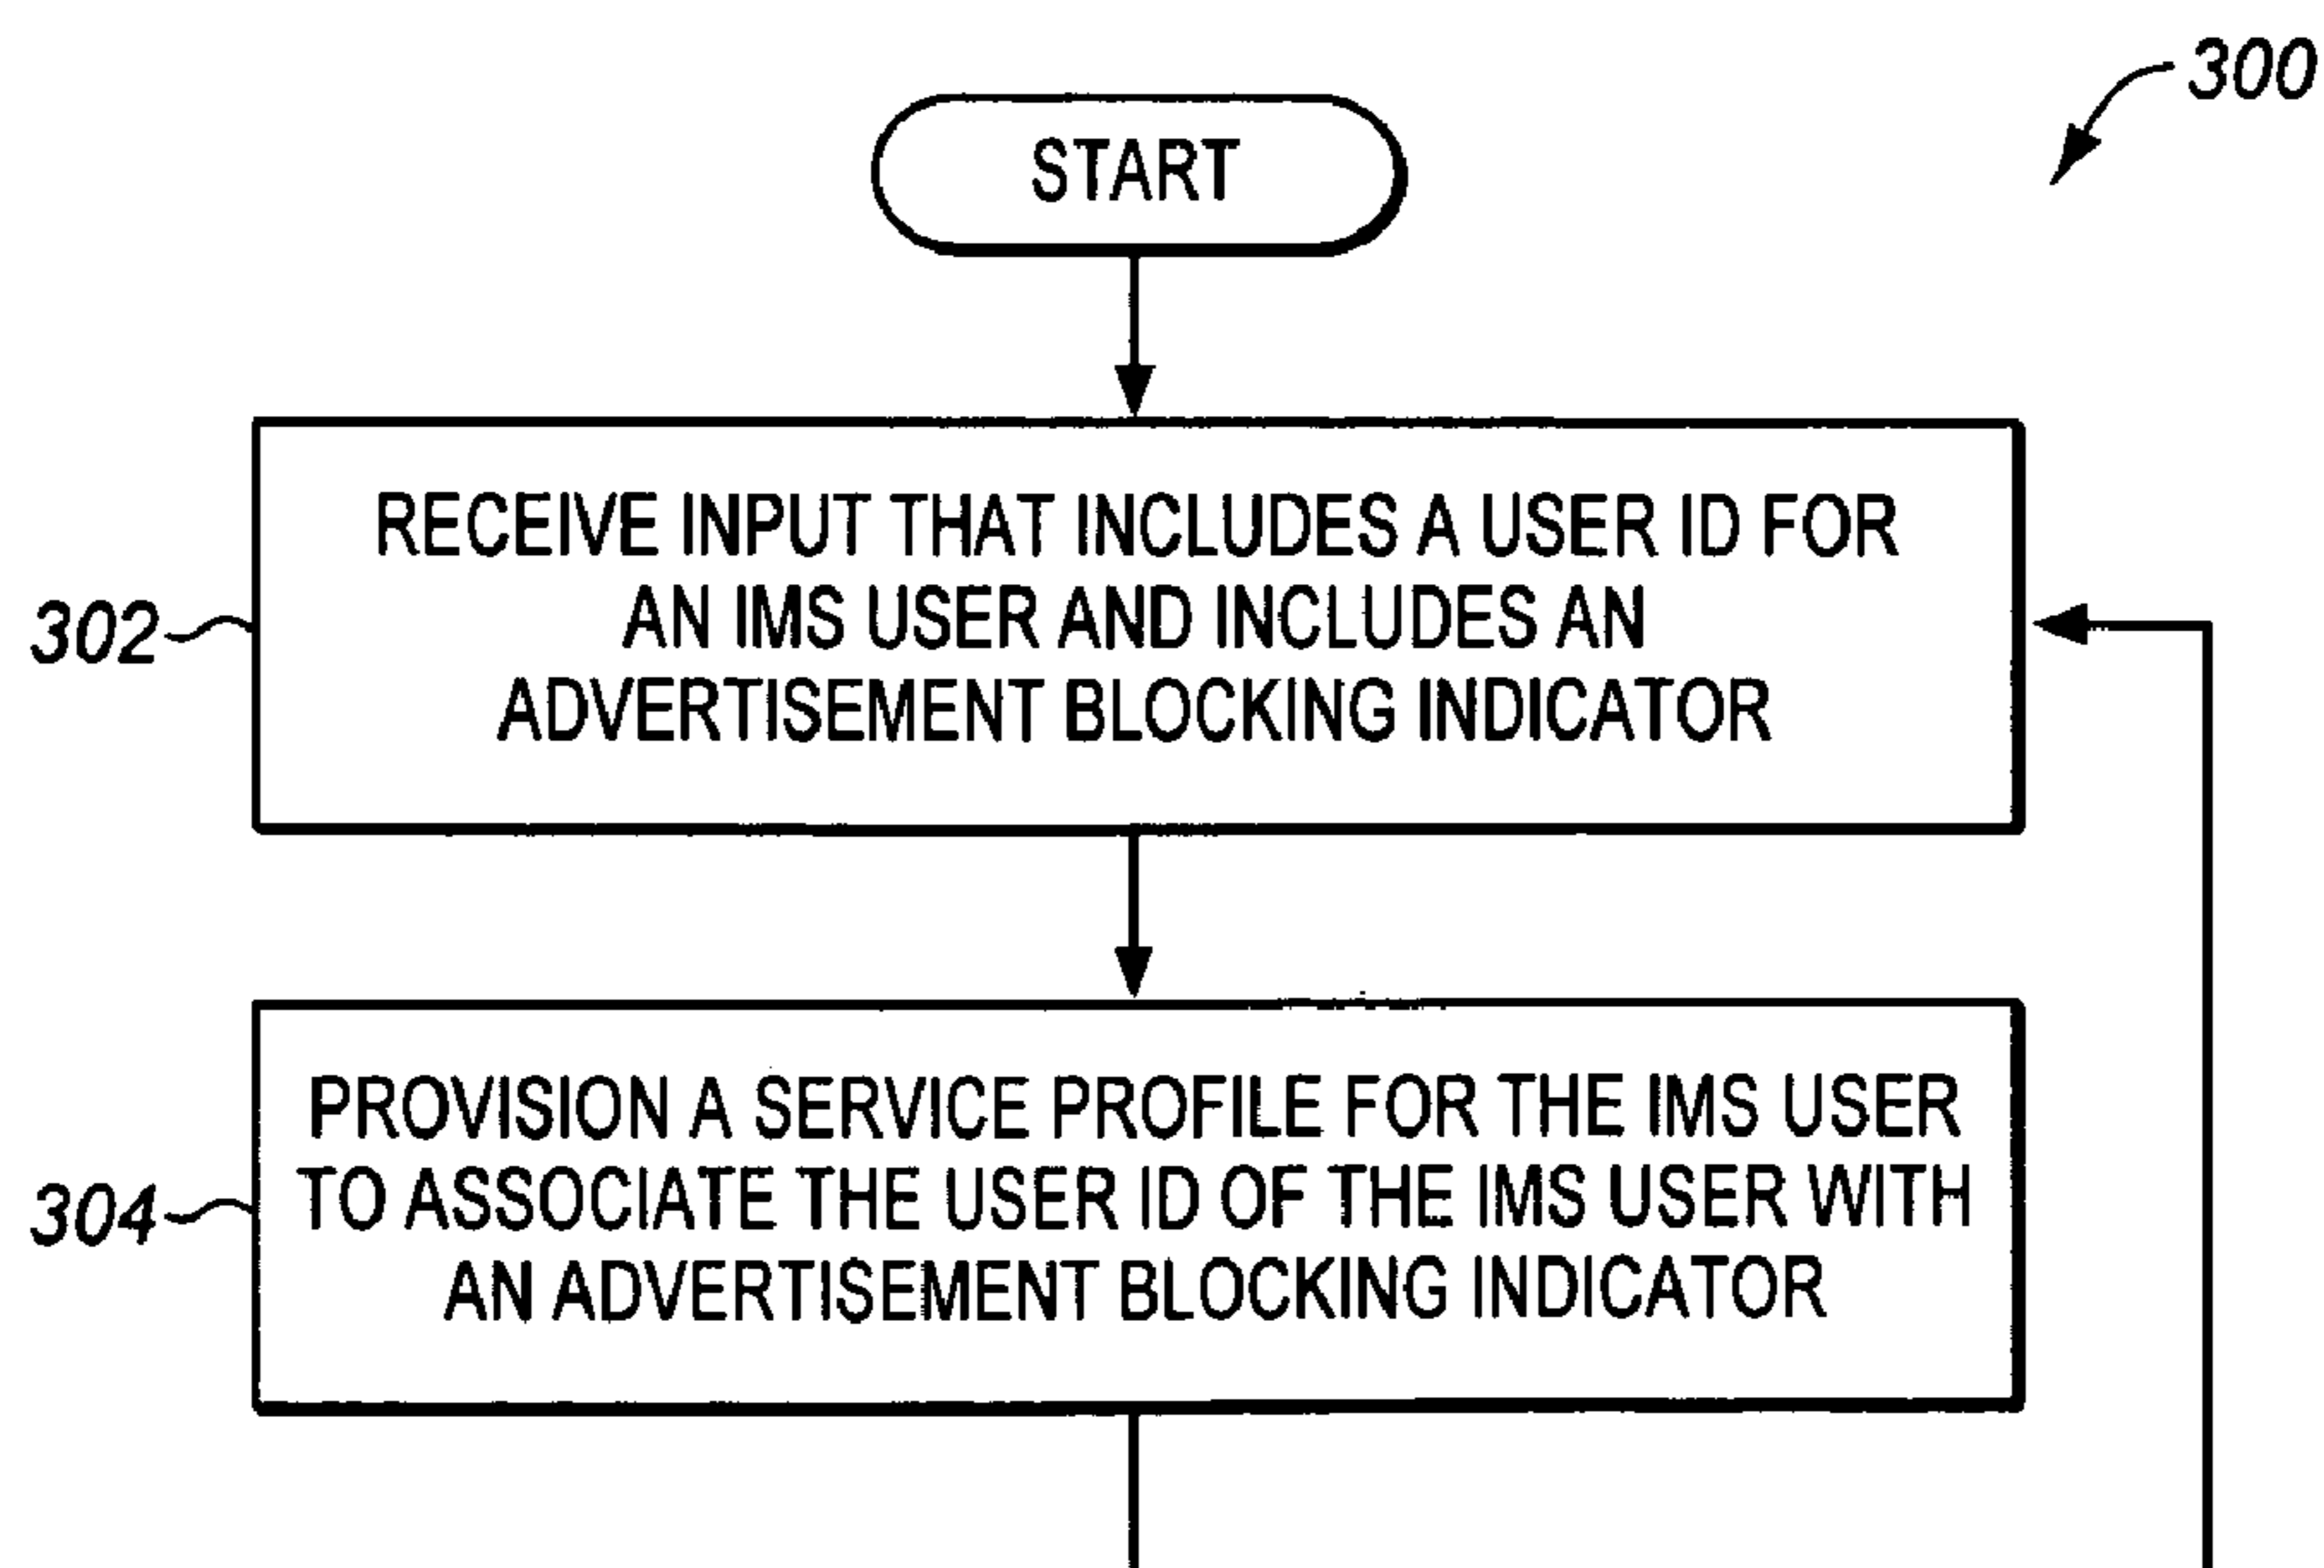 300
START
RECEIVE INPUT THAT INCLUDES A USER ID FOR
AN IMS USER AND INCLUDES AN
ADVERTISEMENT BLOCKING INDICATOR
302
PROVISION A SERVICE PROFILE FOR THE IMS USER
TO ASSOCIATE THE USER ID OF THE IMS USER WITH
AN ADVERTISEMENT BLOCKING INDICATOR
304